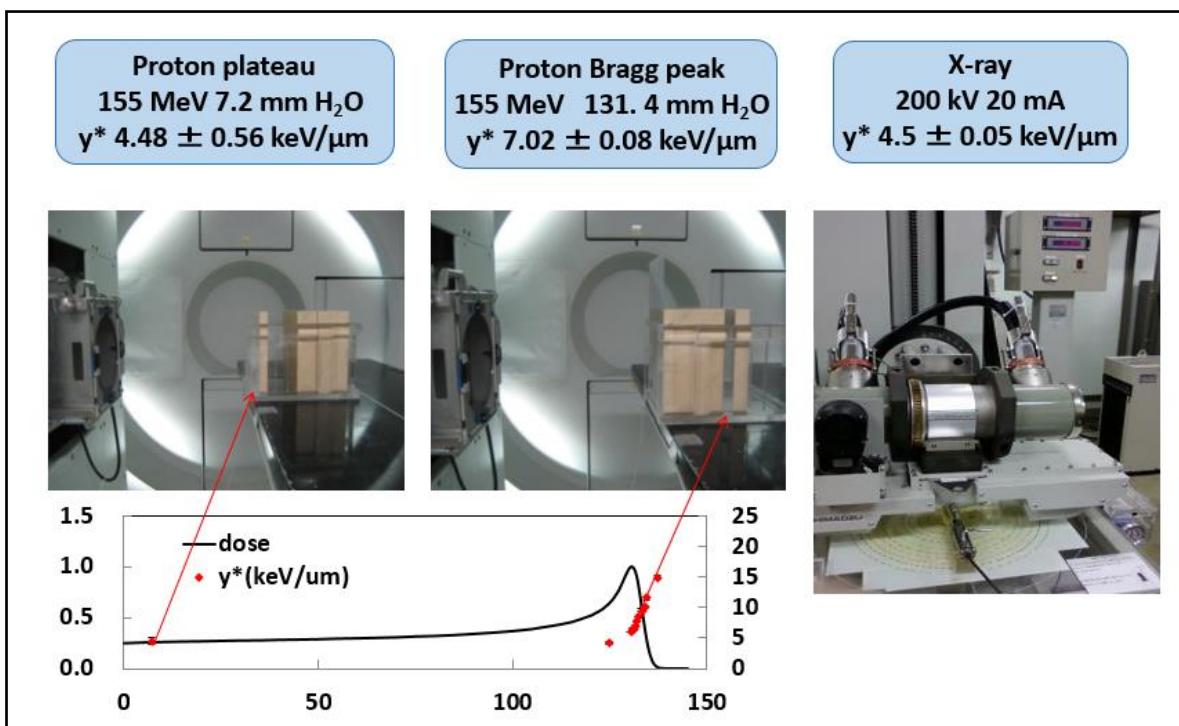 Proton plateau
155 MeV 7.2 mm H₂O
y* 4.48 ± 0.56 keV/µm
Proton Bragg peak
155 MeV 131. 4 mm H₂O
y* 7.02 ± 0.08 keV/µm
X-ray
200 kV 20 mA
y* 4.5 ± 0.05 keV/µm
1.5
1.0
0.5
0.0
dose
y*(keV/um)
25
20
15
10
5
0
0
50
100
150